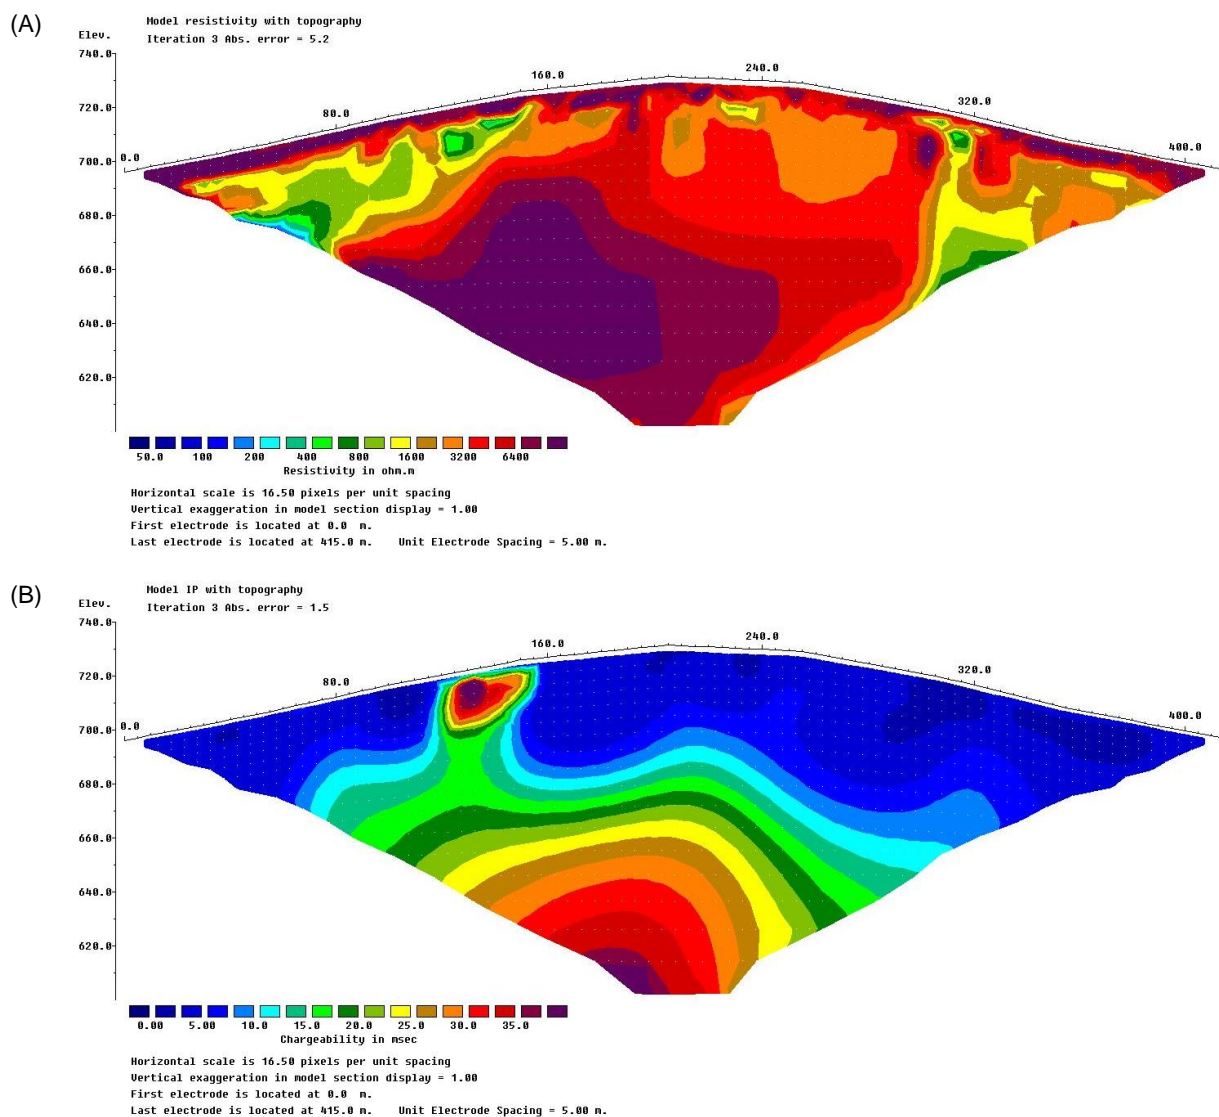 (A)
Model resistivity with topography
Elev.
Iteration 3 Abs. error = 5.2
740.0
240.0
160.0
720.0
320.0
80.0
400.0
700.0
0.0
680.0
660.0
640.0
620.0
50.0 100 200 400 800 1600 3200 6400
Resistivity in ohm.m
Horizontal scale is 16.50 pixels per unit spacing
Vertical exaggeration in model section display = 1.00
First electrode is located at 0.0 m.
Last electrode is located at 415.0 m. Unit Electrode Spacing = 5.00 m.
(B)
Model IP with topography
Elev.
Iteration 3 Abs. error = 1.5
740.0
240.0
160.0
720.0
320.0
80.0
400.0
700.0
0.0
680.0
660.0
640.0
620.0
0.00 5.00 10.0 15.0 20.0 25.0 30.0 35.0
Chargeability in msec
Horizontal scale is 16.50 pixels per unit spacing
Vertical exaggeration in model section display = 1.00
First electrode is located at 0.0 m.
Last electrode is located at 415.0 m. Unit Electrode Spacing = 5.00 m.